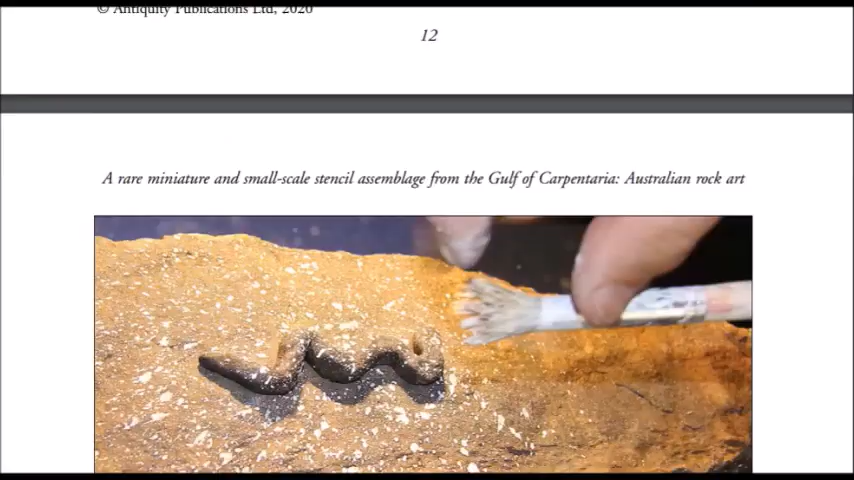 © Antiquity Publications Ltd, 2020
12
A rare miniature and small-scale stencil assemblage from the Gulf of Carpentaria: Australian rock art